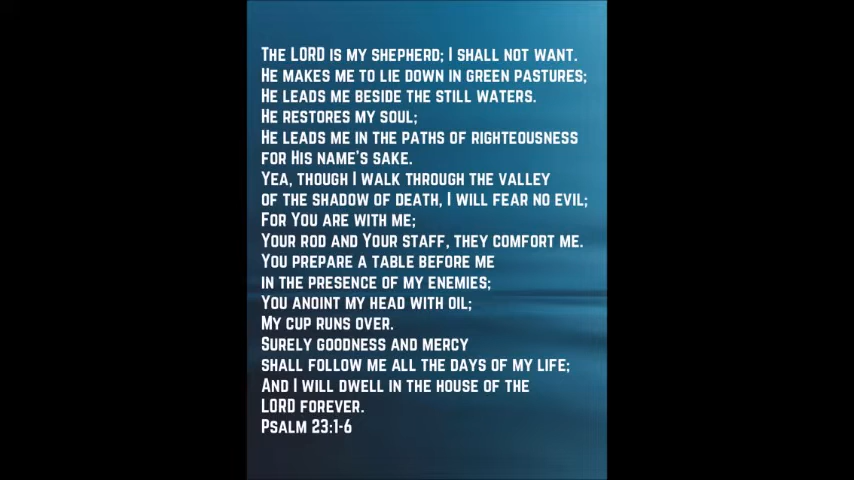 The LORD is my shepherd; I shall not want.
He makes me to lie down in green pastures;
He leads me beside the still waters.
He restores my soul;
He leads me in the paths of righteousness
for His name's sake.
Yea, though I walk through the valley
of the shadow of death, I will fear no evil;
For You are with me;
Your rod and Your staff, they comfort me.
You prepare a table before me
in the presence of my enemies;
You anoint my head with oil;
My cup runs over.
Surely goodness and mercy
shall follow me all the days of my life;
And I will dwell in the house of the
LORD forever.
Psalm 23:1-6